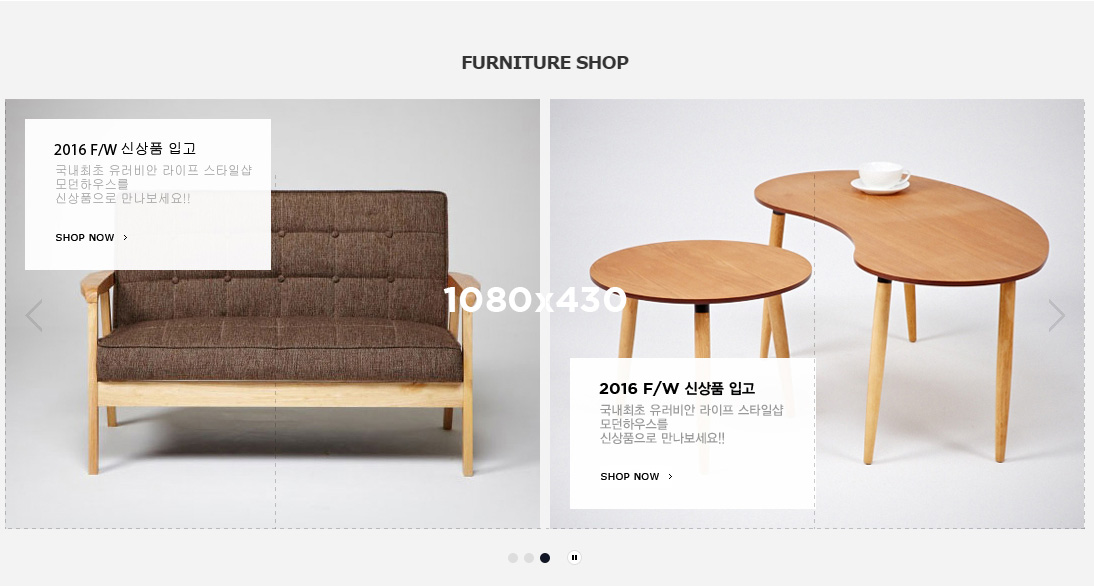 FURNITURE SHOP
2016 F/W 신상품 입고
국내최초 유러비안 라이프 스타일샵
모던하우스를
신상품으로 만나보세요!!
SHOP NOW >
1080x430
2016 F/W 신상품 입고
국내최초 유러비안 라이프 스타일샵
모던하우스를
신상품으로 만나보세요!!
SHOP NOW >